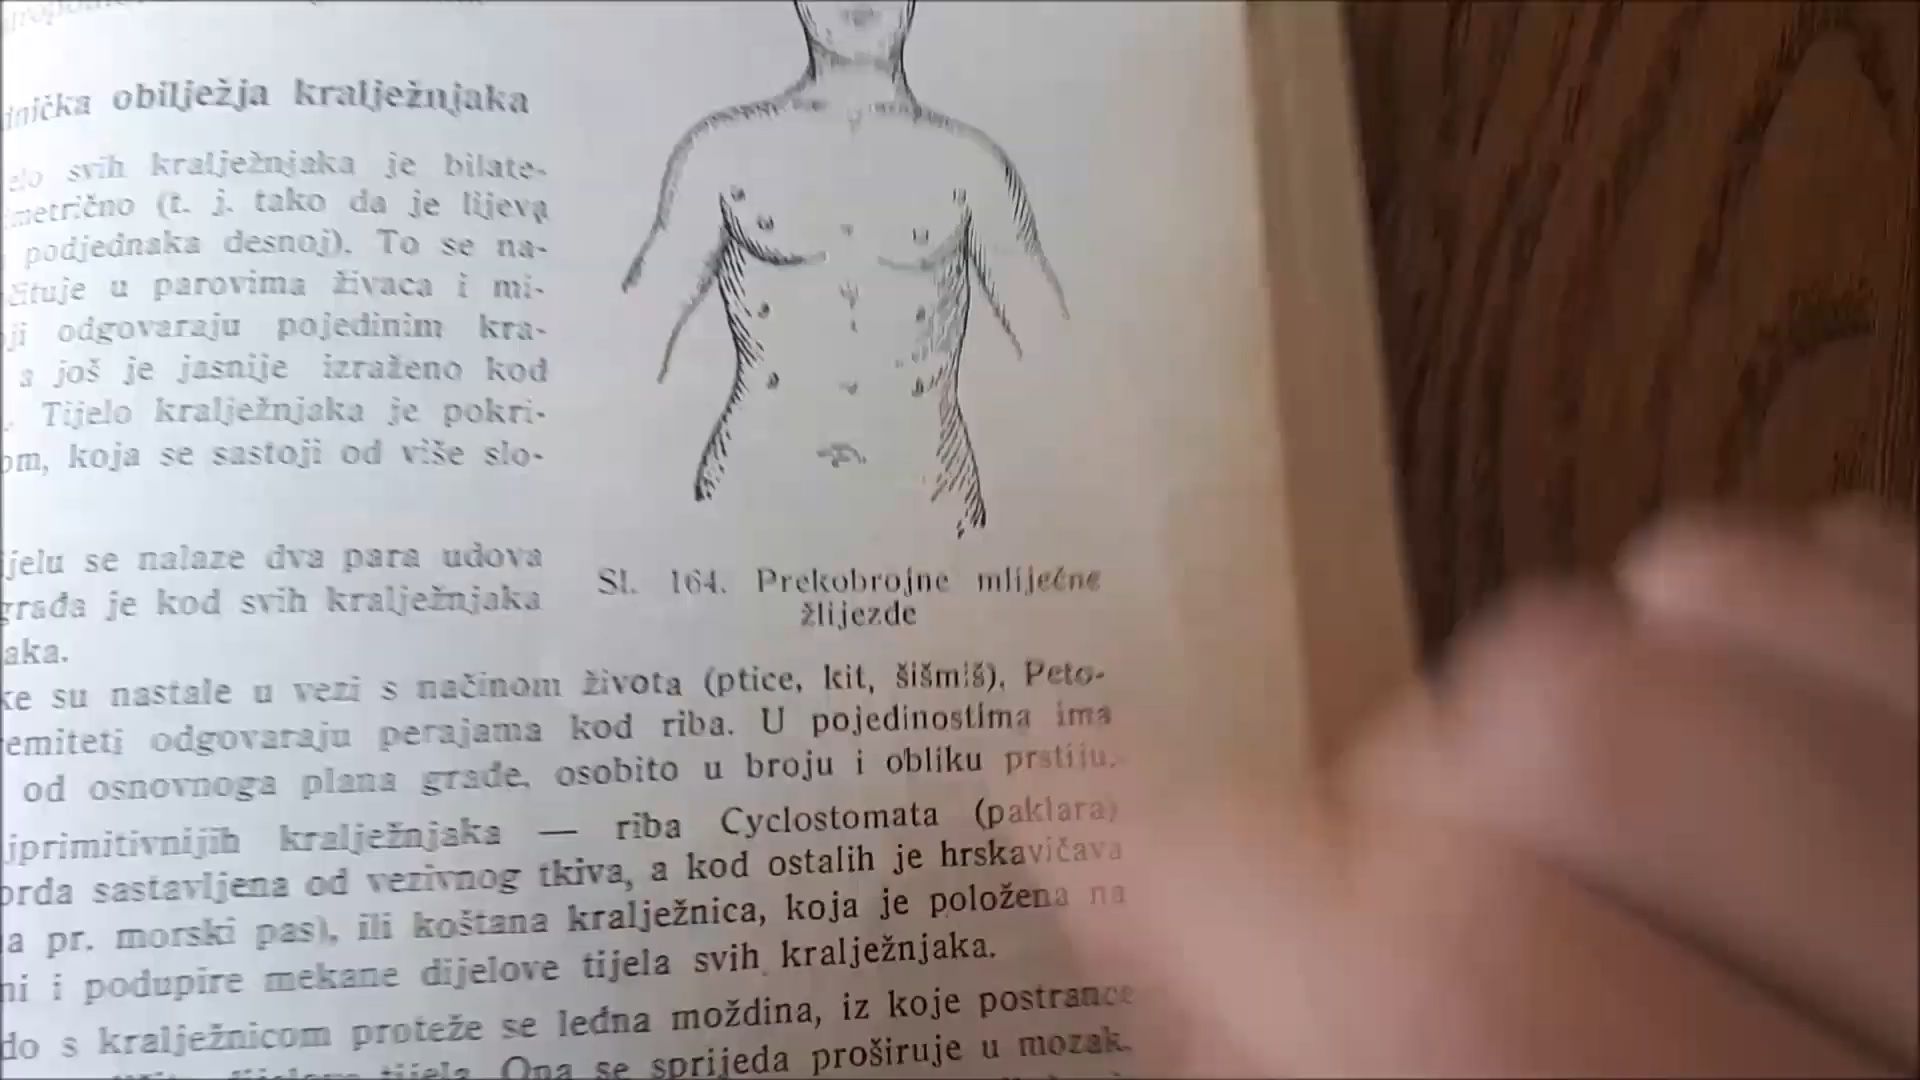 obilježja kralježnjaka
svih kralježnjaka je bilate-
(t. j. tako da je lijeva
podjednaka desnoj). To se na-
u parovima živaca i mi-
odgovaraju pojedinim kra-
još je jasnije izraženo kod
Tijelo kralježnjaka je pokri-
koja se sastoji od više slo-
se nalaze dva para udova
je kod svih kralježnjaka
Sl. 164. Prekobrojne mliječne
žlijezde
su nastale u vezi s načinom života (ptice, kit, šišmiš). Peto-
odgovaraju perajama kod riba. U pojedinostima ima
od osnovnoga plana građe, osobito u broju i obliku prstiju.
kralježnjaka — riba Cyclostomata (paklara)
sastavljena od vezivnog tkiva, a kod ostalih je hrskavičava
pr. morski pas), ili koštana kralježnica, koja je položena na
i podupire mekane dijelove tijela svih kralježnjaka.
s kralježnicom proteže se leđna moždina, iz koje postrance
tijela. Ona se sprijeda proširuje u mozak.